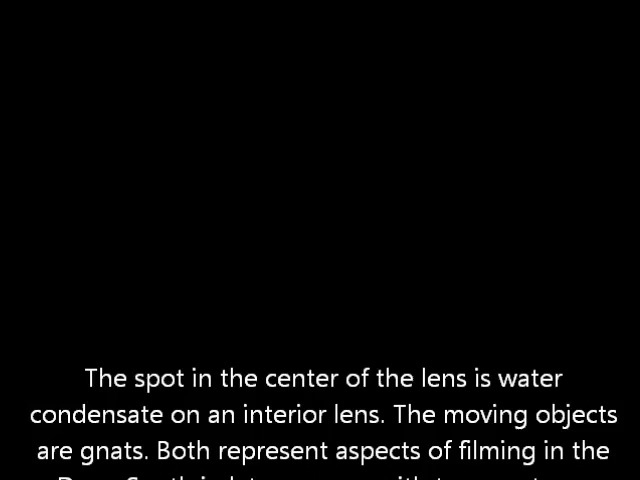 The spot in the center of the lens is water
condensate on an interior lens. The moving objects
are gnats. Both represent aspects of filming in the